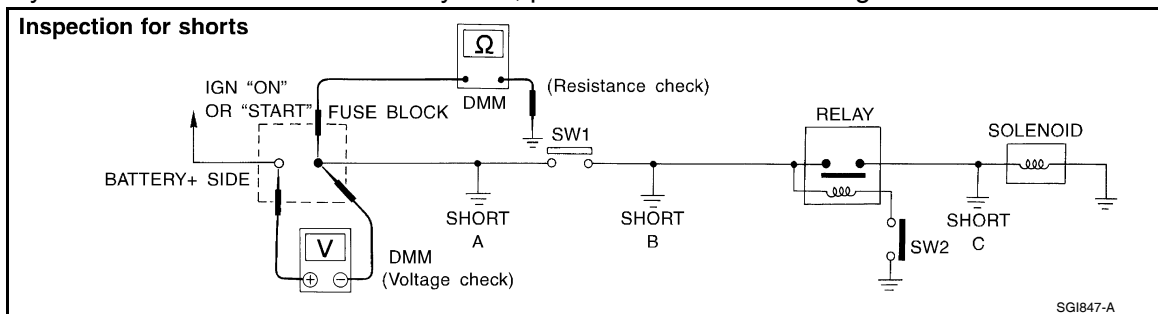 Inspection for shorts
IGN “ON”
OR “START”
FUSE BLOCK
Ω
DMM
(Resistance check)
SW1
RELAY
SOLENOID
BATTERY+ SIDE
SHORT
A
SHORT
B
SHORT
C
SW2
V
+ −
DMM
(Voltage check)
SGI847-A